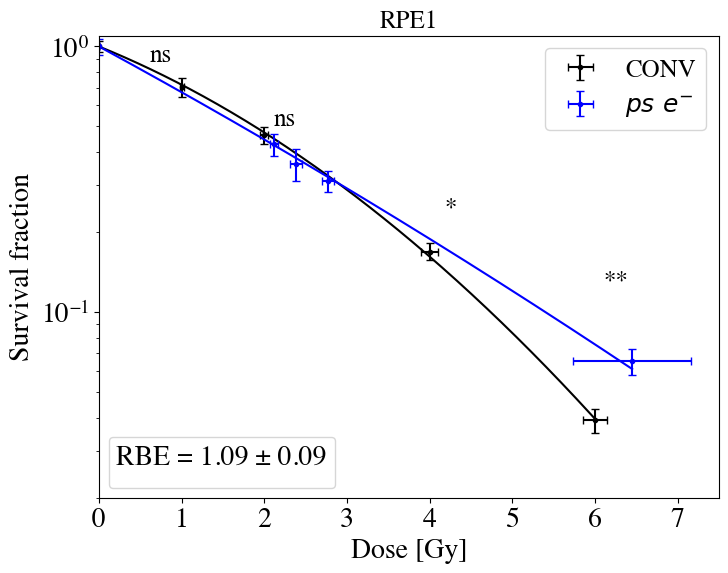 RPE1
10⁰
10⁻¹
Survival fraction
ns
ns
*
**
CONV
ps e⁻
RBE = 1.09 ± 0.09
0 1 2 3 4 5 6 7
Dose [Gy]